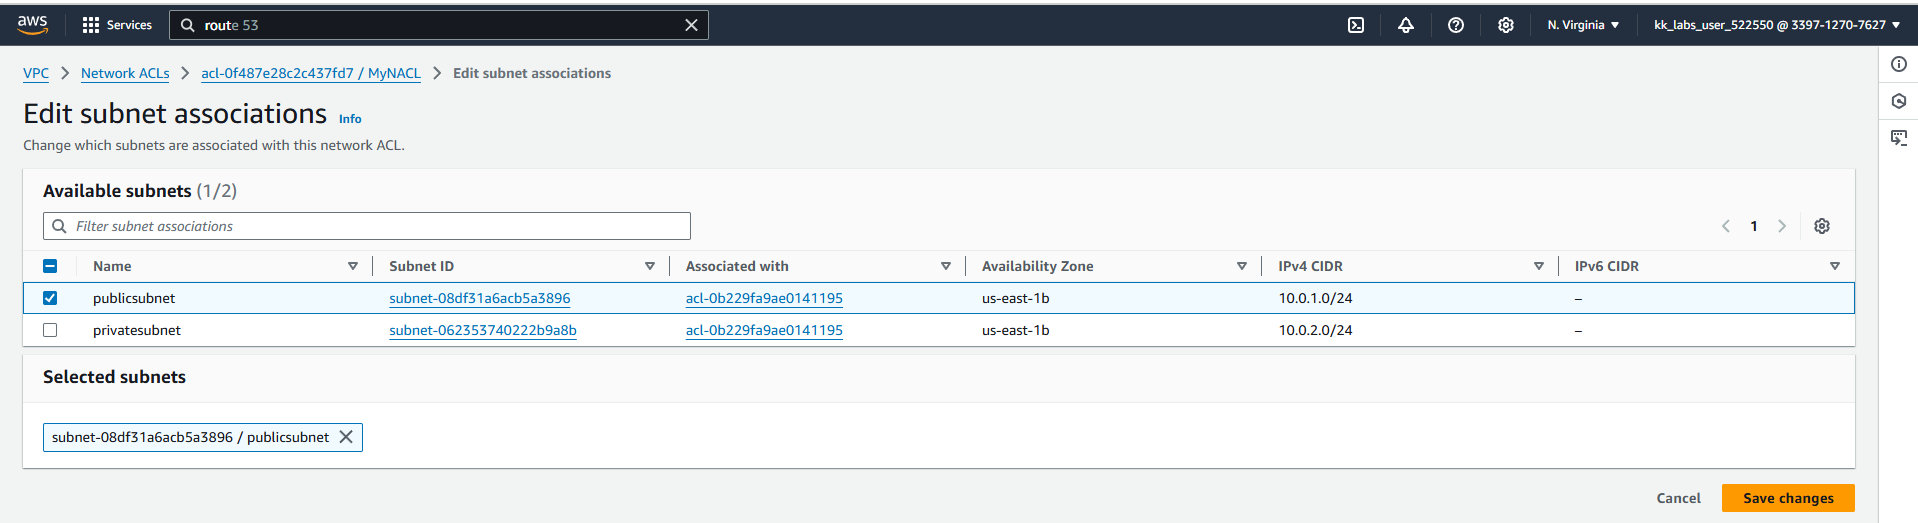 aws Services route 53 N. Virginia kk_labs_user_522550 @ 3397-1270-7627
VPC Network ACLs acl-0f487e28c2c437fd7 / MyNACL Edit subnet associations
Edit subnet associations Info
Change which subnets are associated with this network ACL.
Available subnets (1/2)
Filter subnet associations 1
Name Subnet ID Associated with Availability Zone IPv4 CIDR IPv6 CIDR
publicsubnet subnet-08df31a6acb5a3896 acl-0b229fa9ae0141195 us-east-1b 10.0.1.0/24 –
privatesubnet subnet-062353740222b9a8b acl-0b229fa9ae0141195 us-east-1b 10.0.2.0/24 –
Selected subnets
subnet-08df31a6acb5a3896 / publicsubnet
Cancel Save changes